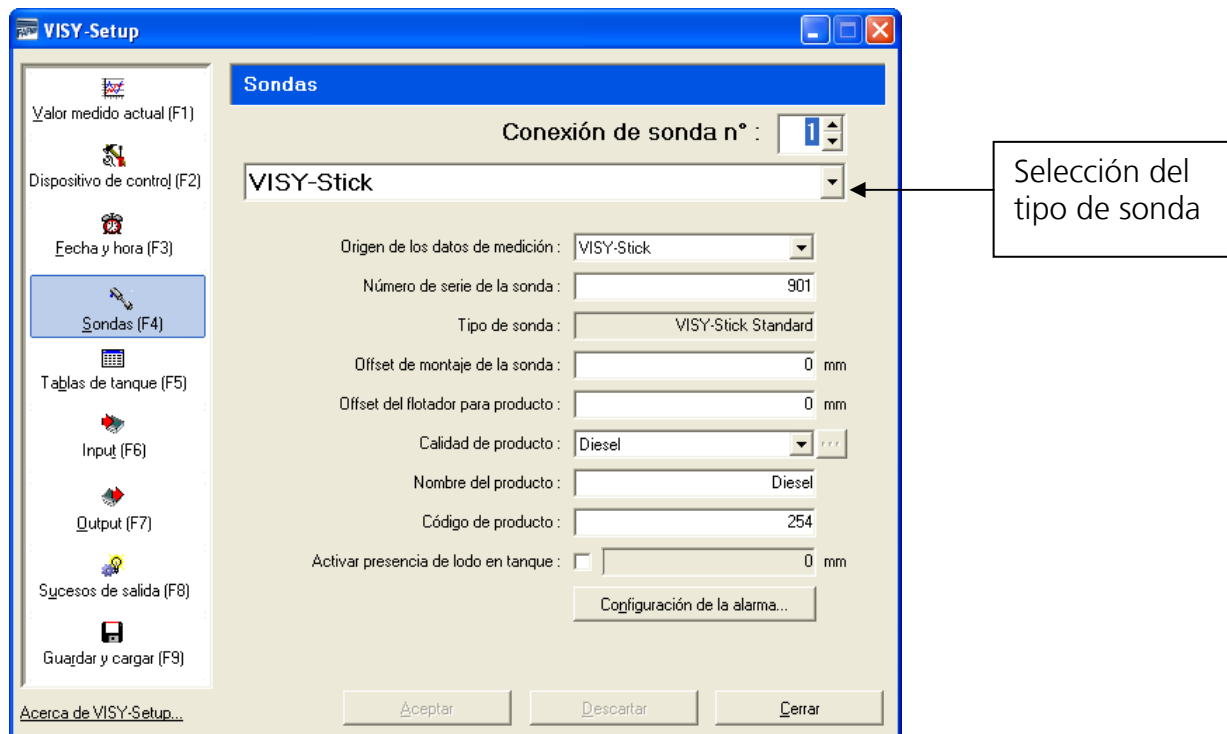 VISY-Setup
Valor medido actual (F1)
Dispositivo de control (F2)
Fecha y hora (F3)
Sondas (F4)
Tablas de tanque (F5)
Input (F6)
Output (F7)
Sucesos de salida (F8)
Guardar y cargar (F9)
Acerca de VISY-Setup...
Sondas
Conexión de sonda n° : 1
VISY-Stick
Origen de los datos de medición : VISY-Stick
Número de serie de la sonda : 901
Tipo de sonda : VISY-Stick Standard
Offset de montaje de la sonda : 0 mm
Offset del flotador para producto : 0 mm
Calidad de producto : Diesel ...
Nombre del producto : Diesel
Código de producto : 254
Activar presencia de lodo en tanque : 0 mm
Configuración de la alarma...
Aceptar Descartar Cerrar
Selección del
tipo de sonda